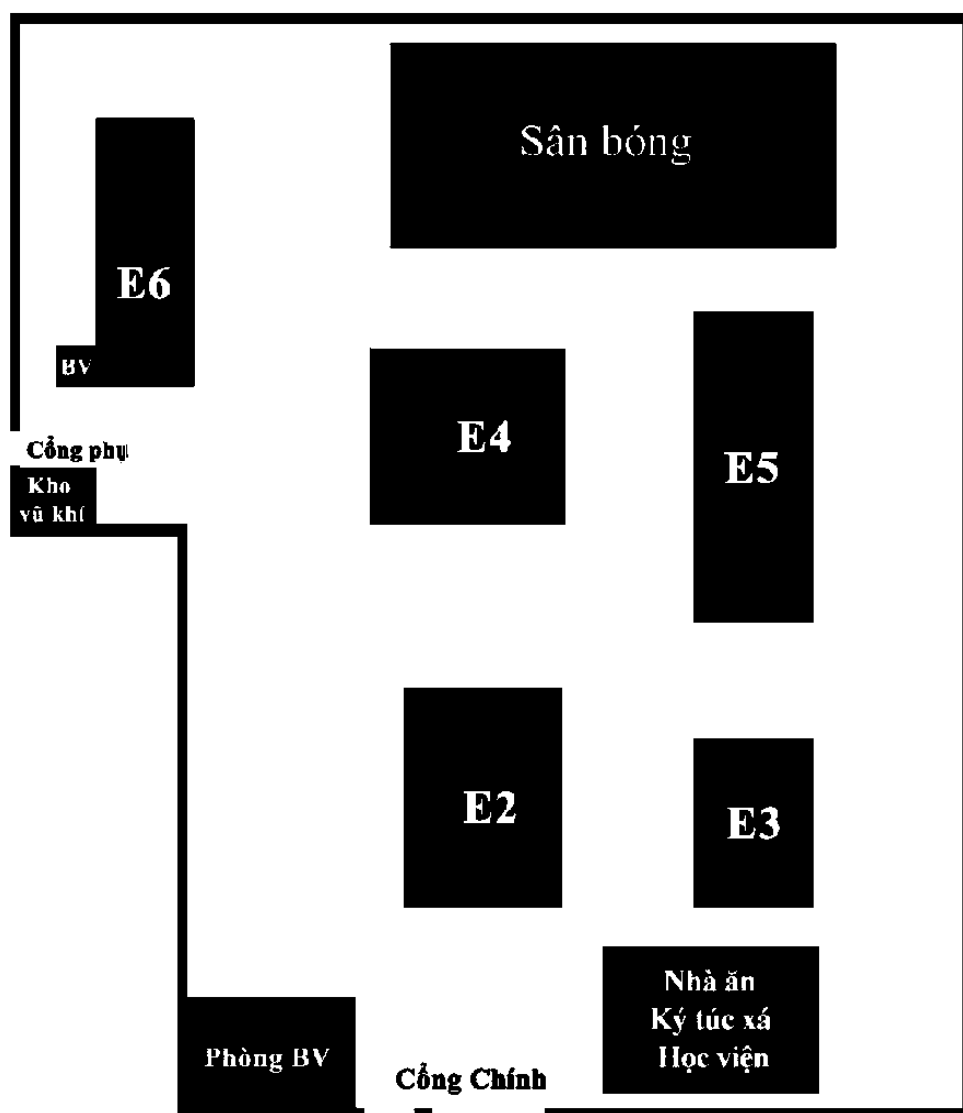 Sân bóng
E6
BV
E4
E5
Cổng phụ
Kho
vũ khí
E2
E3
Nhà ăn
Ký túc xá
Học viện
Phòng BV
Cổng Chính